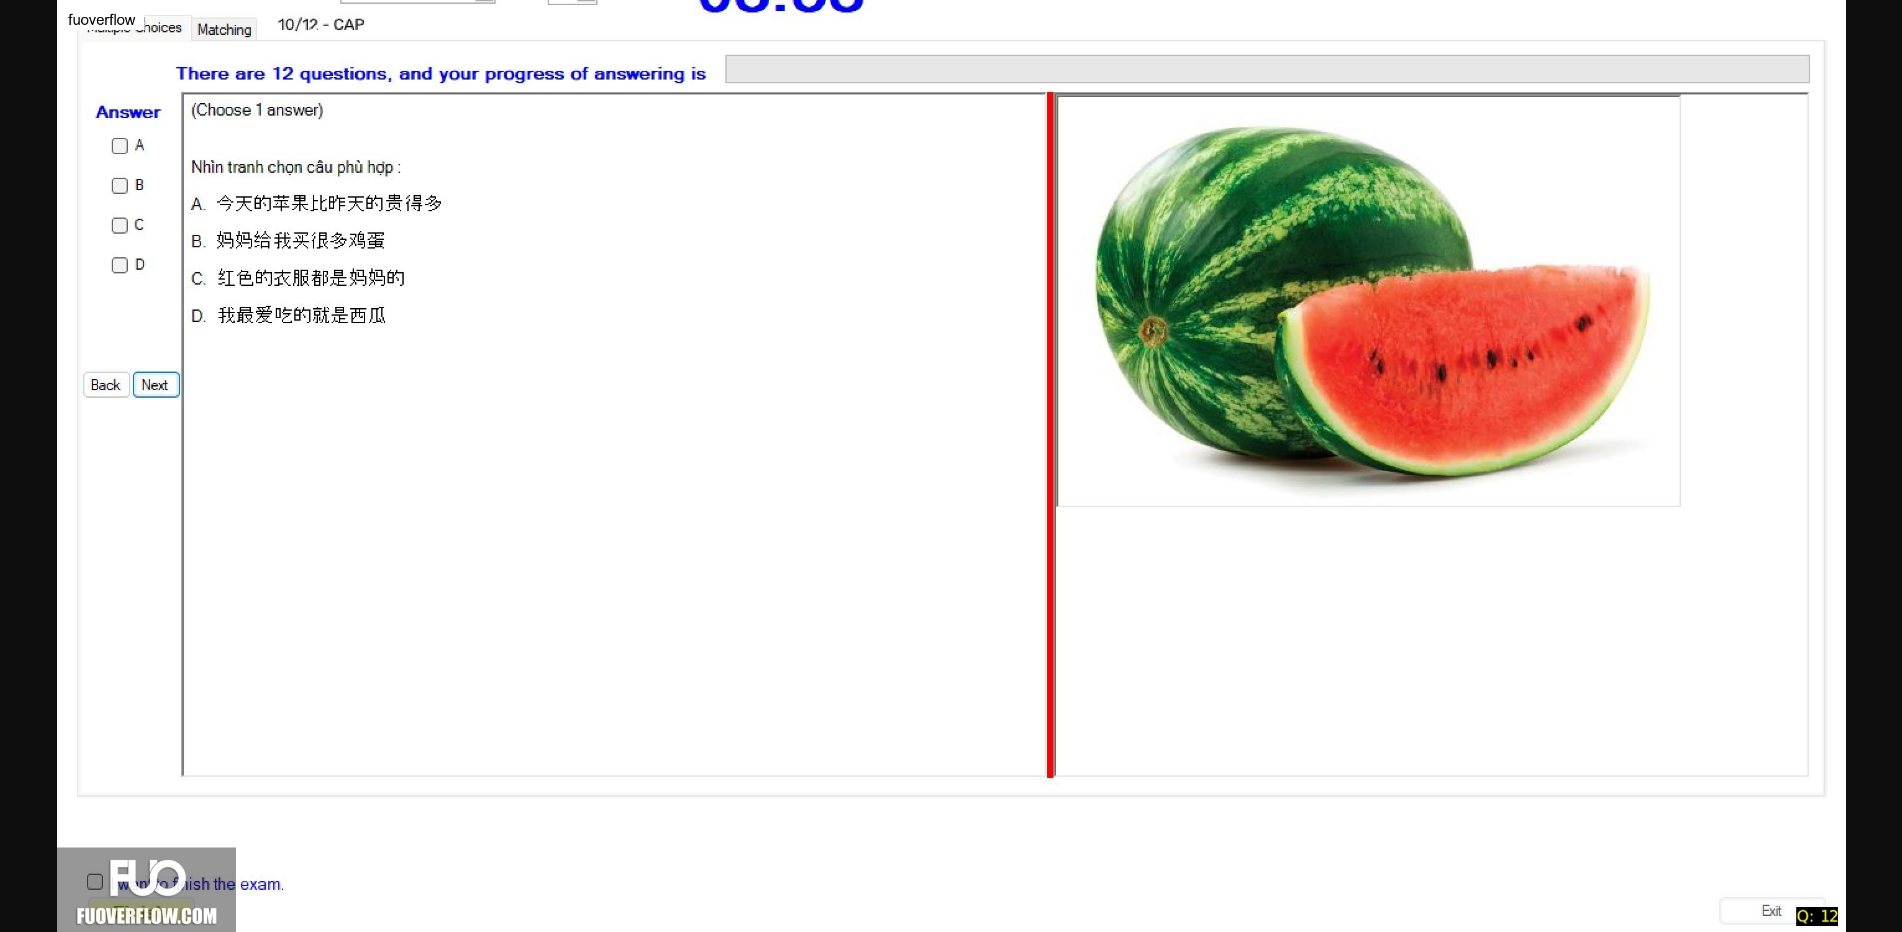 fuoverflow
Choices
Matching
10/12 - CAP
There are 12 questions, and your progress of answering is
Answer
(Choose 1 answer)
A
B
C
D
Nhìn tranh chọn câu phù hợp :
A. 今天的苹果比昨天的贵得多
B. 妈妈给我买很多鸡蛋
C. 红色的衣服都是妈妈的
D. 我最爱吃的就是西瓜
Back
Next
FUO
I want to finish the exam.
FUOVERFLOW.COM
Exit
Q: 12